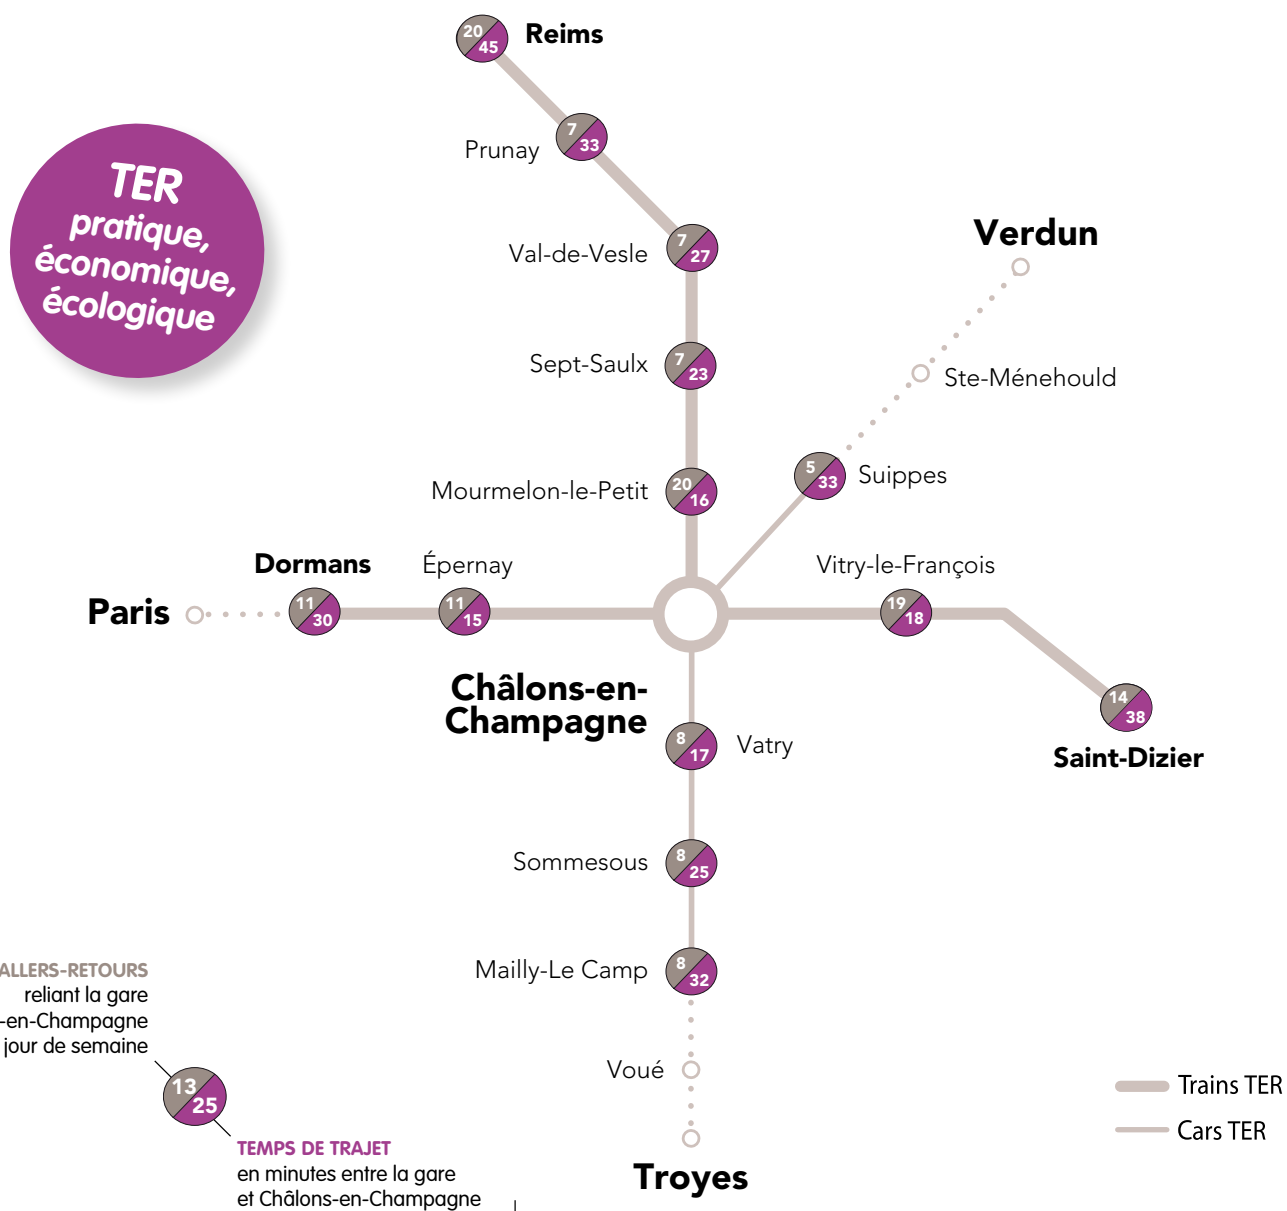 20
45
Reims
7
33
Prunay
TER
pratique,
économique,
écologique
Val-de-Vesle
7
27
Verdun
Sept-Saulx
7
23
Ste-Ménehould
Mourmelon-le-Petit
20
16
5
33
Suippes
Dormans
Épernay
Vitry-le-François
Paris
11
30
11
15
19
18
Châlons-en-
Champagne
14
38
Saint-Dizier
8
17
Vatry
Sommesous
8
25
Mailly-Le Camp
8
32
ALLERS-RETOURS
reliant la gare
-en-Champagne
jour de semaine
Voué
13
25
Trains TER
Cars TER
TEMPS DE TRAJET
en minutes entre la gare
et Châlons-en-Champagne
Troyes